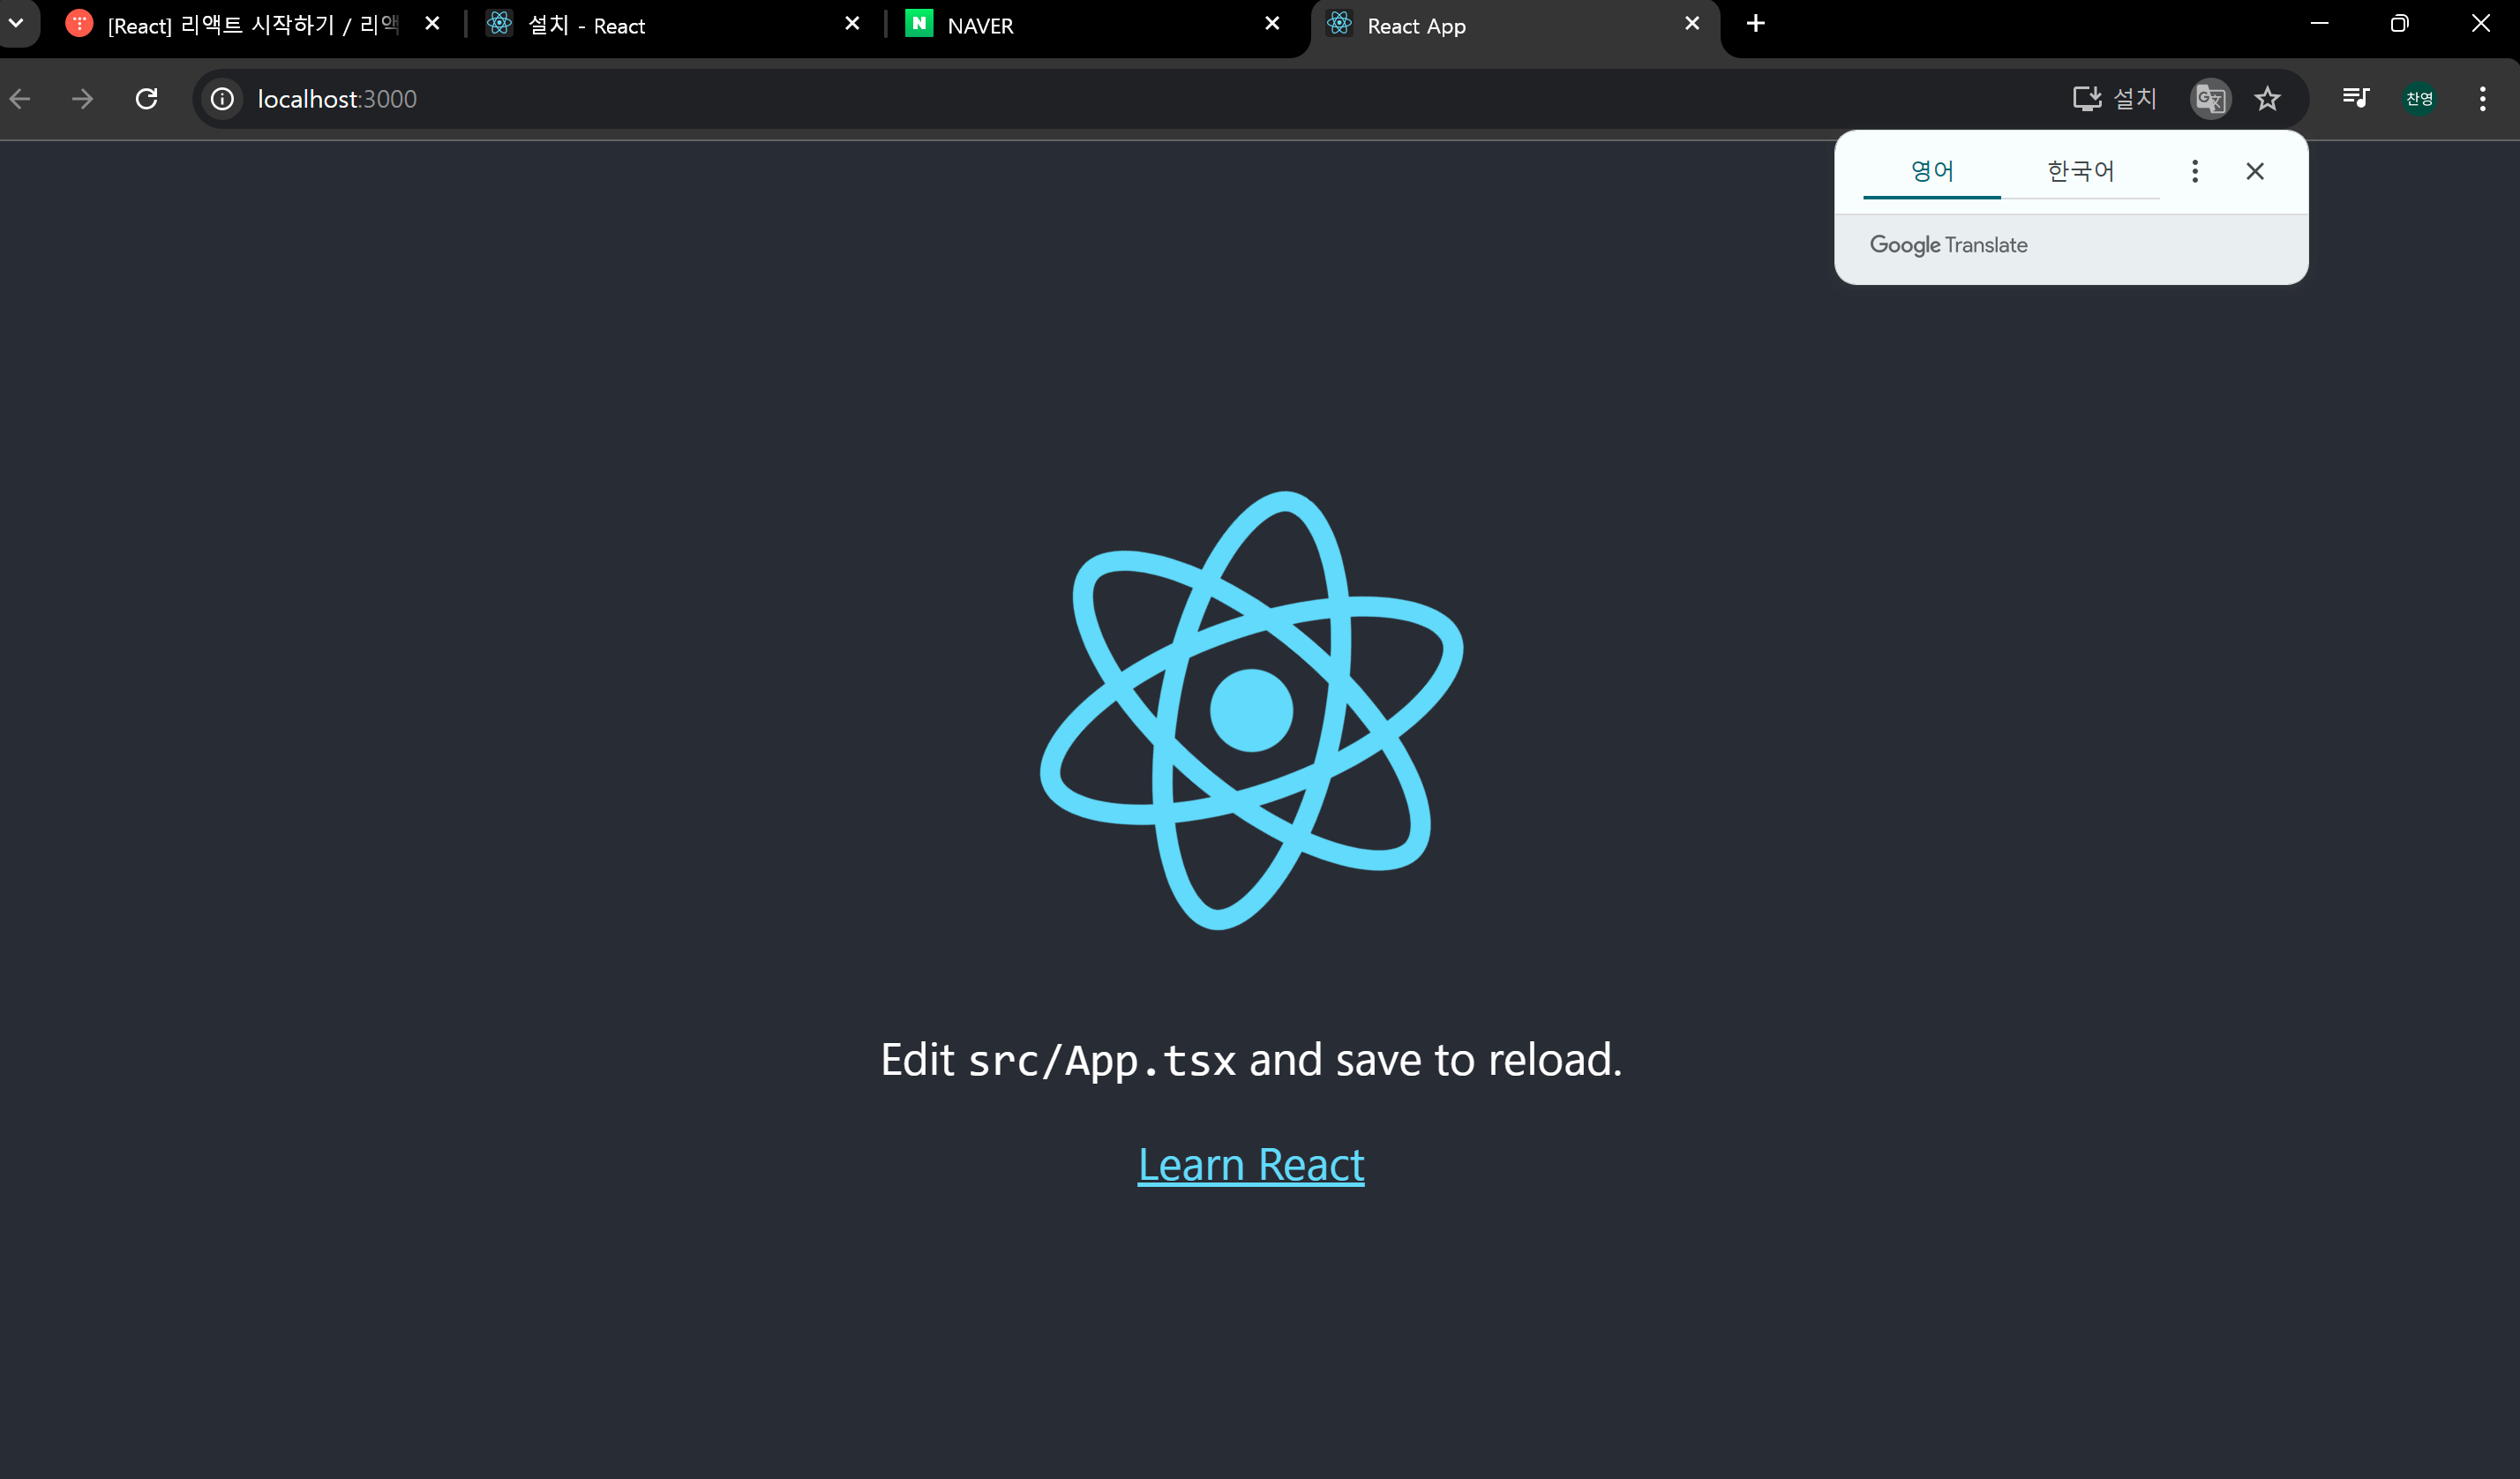 [React] 리액트 시작하기 / 리액
설치 - React
N NAVER
React App
localhost:3000
설치
찬영
영어 한국어
Google Translate
Edit src/App.tsx and save to reload.
Learn React